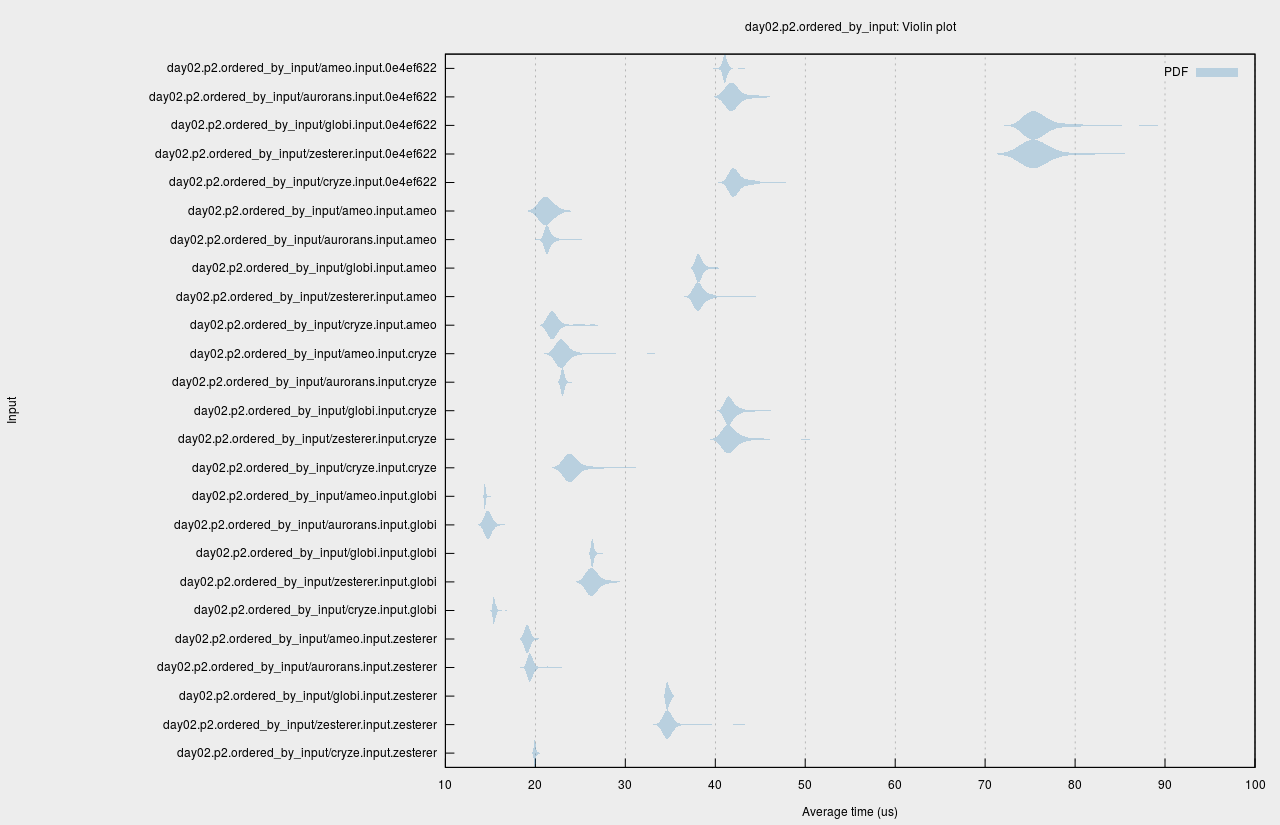 day02.p2.ordered_by_input: Violin plot
PDF
day02.p2.ordered_by_input/ameo.input.0e4ef622
day02.p2.ordered_by_input/aurorans.input.0e4ef622
day02.p2.ordered_by_input/globi.input.0e4ef622
day02.p2.ordered_by_input/zesterer.input.0e4ef622
day02.p2.ordered_by_input/cryze.input.0e4ef622
day02.p2.ordered_by_input/ameo.input.ameo
day02.p2.ordered_by_input/aurorans.input.ameo
day02.p2.ordered_by_input/globi.input.ameo
day02.p2.ordered_by_input/zesterer.input.ameo
day02.p2.ordered_by_input/cryze.input.ameo
day02.p2.ordered_by_input/ameo.input.cryze
day02.p2.ordered_by_input/aurorans.input.cryze
day02.p2.ordered_by_input/globi.input.cryze
day02.p2.ordered_by_input/zesterer.input.cryze
day02.p2.ordered_by_input/cryze.input.cryze
day02.p2.ordered_by_input/ameo.input.globi
day02.p2.ordered_by_input/aurorans.input.globi
day02.p2.ordered_by_input/globi.input.globi
day02.p2.ordered_by_input/zesterer.input.globi
day02.p2.ordered_by_input/cryze.input.globi
day02.p2.ordered_by_input/ameo.input.zesterer
day02.p2.ordered_by_input/aurorans.input.zesterer
day02.p2.ordered_by_input/globi.input.zesterer
day02.p2.ordered_by_input/zesterer.input.zesterer
day02.p2.ordered_by_input/cryze.input.zesterer
Input
10 20 30 40 50 60 70 80 90 100
Average time (us)